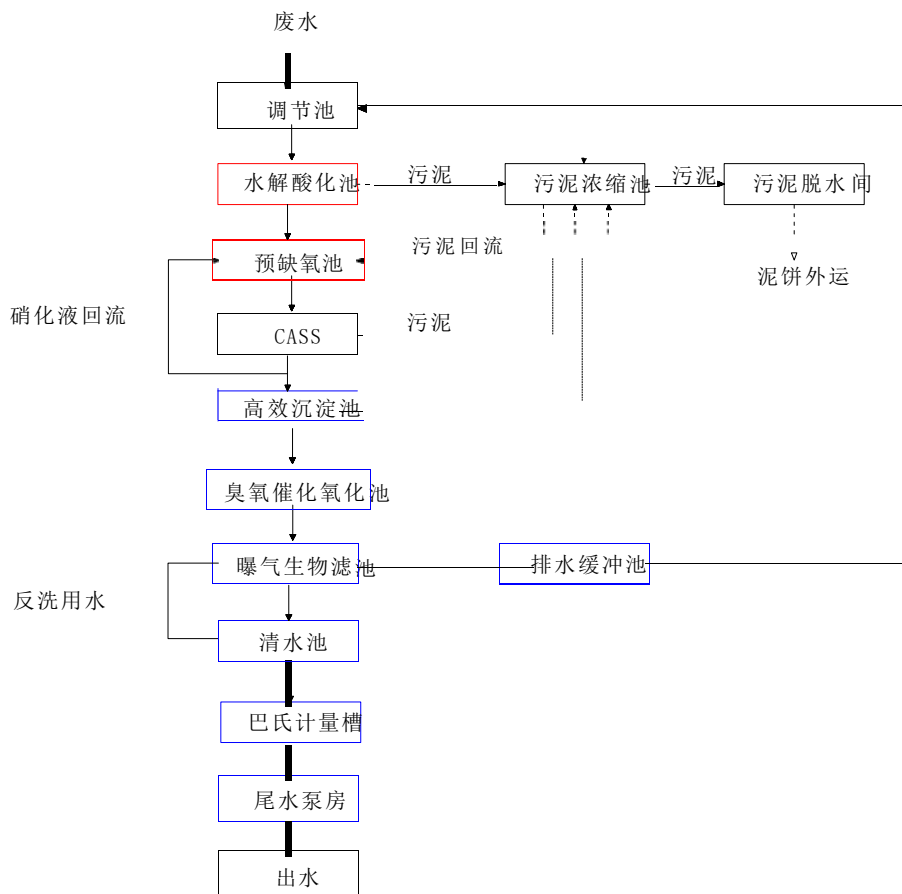 废水
调节池
水解酸化池
污泥
污泥浓缩池
污泥
污泥脱水间
污泥回流
预缺氧池
泥饼外运
硝化液回流
CASS
污泥
高效沉淀池
臭氧催化氧化池
曝气生物滤池
排水缓冲池
反洗用水
清水池
巴氏计量槽
尾水泵房
出水